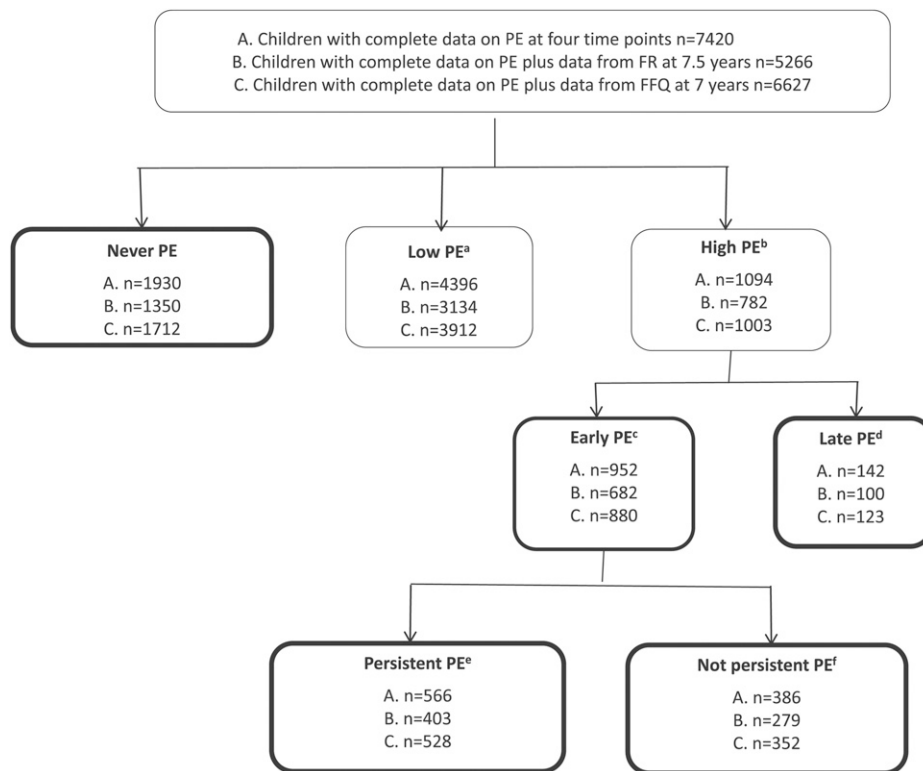 A. Children with complete data on PE at four time points n=7420
B. Children with complete data on PE plus data from FR at 7.5 years n=5266
C. Children with complete data on PE plus data from FFQ at 7 years n=6627
Never PE
A. n=1930
B. n=1350
C. n=1712
Low PEᵃ
A. n=4396
B. n=3134
C. n=3912
High PEᵇ
A. n=1094
B. n=782
C. n=1003
Early PEᶜ
A. n=952
B. n=682
C. n=880
Late PEᵈ
A. n=142
B. n=100
C. n=123
Persistent PEᵉ
A. n=566
B. n=403
C. n=528
Not persistent PEᶠ
A. n=386
B. n=279
C. n=352